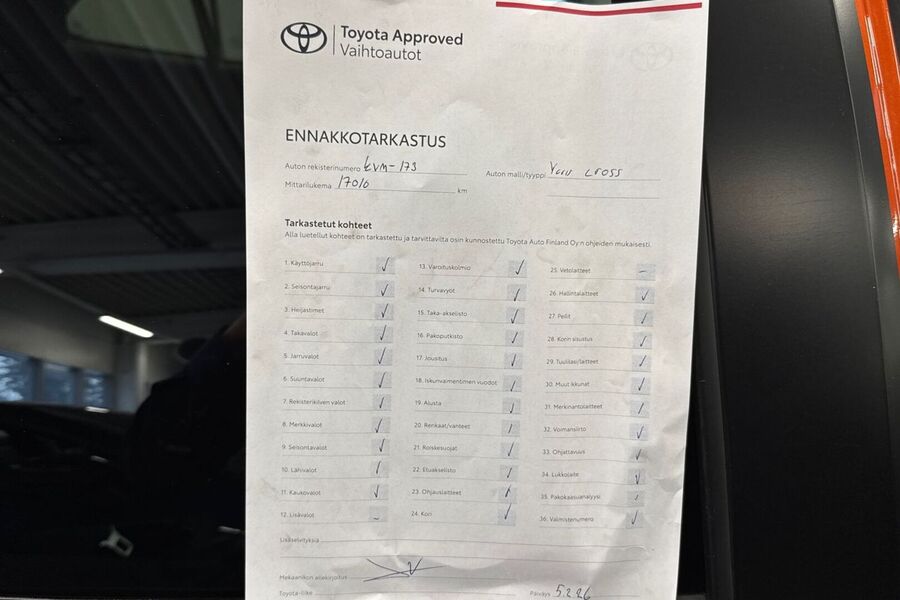 Toyota Approved
Vaihtoautot
ENNAKKOTARKASTUS
Auton rekisterinumero EVM-173
Auton malli/tyyppi Yaris CROSS
Mittarilukema 17010 km
Tarkastetut kohteet
Alla luetellut kohteet on tarkastettu ja tarvittavilta osin kunnostettu Toyota Auto Finland Oy:n ohjeiden mukaisesti.
1. Käyttöjarru
2. Seisontajarru
3. Heijastimet
4. Takavalot
5. Jarruvalot
6. Suuntavalot
7. Rekisterikilven valot
8. Merkkivalot
9. Seisontavalot
10. Lähivalot
11. Kaukovalot
12. Lisävalot
13. Varoituskolmio
14. Turvavyöt
15. Taka-akselisto
16. Pakoputkisto
17. Jousitus
18. Iskunvaimentimen vuodot
19. Alusta
20. Renkaat/vanteet
21. Roiskesuojat
22. Etuakselisto
23. Ohjauslaitteet
24. Kori
25. Vetolaitteet
26. Hallintalaitteet
27. Peilit
28. Korin sisustus
29. Tuulilasi/laitteet
30. Muut ikkunat
31. Merkinantolaitteet
32. Voimansiirto
33. Ohjattavuus
34. Lukkolaite
35. Pakokaasuanalyysi
36. Valmistenumero
Lisäselvityksiä
Mekaanikon allekirjoitus
Toyota-liike
Päiväys 5.2.26